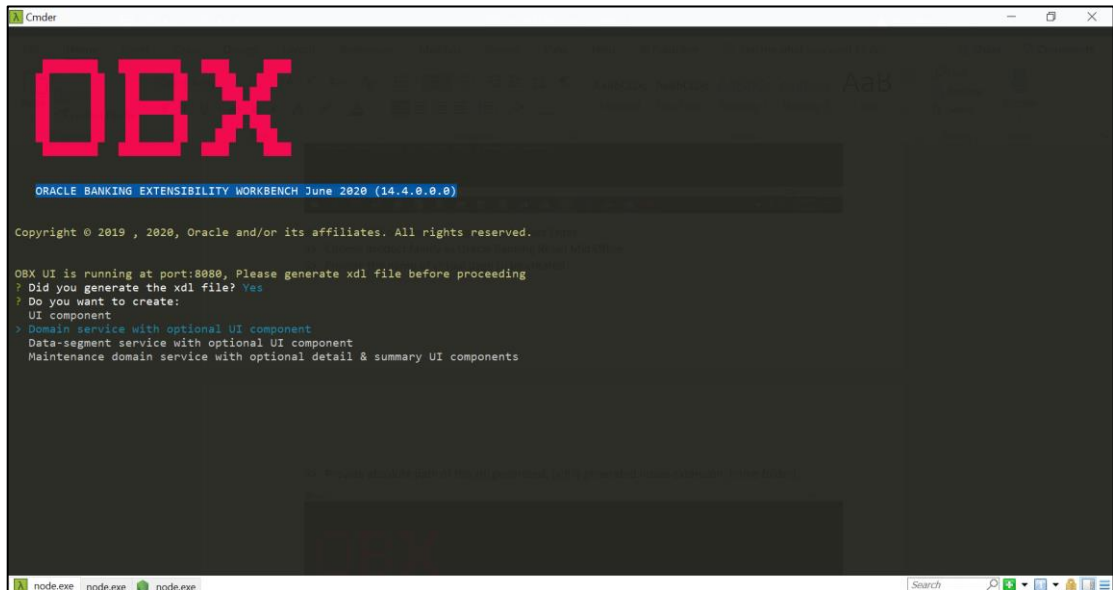 Cmder
OBX
ORACLE BANKING EXTENSIBILITY WORKBENCH June 2020 (14.4.0.0.0)
Copyright © 2019 , 2020, Oracle and/or its affiliates. All rights reserved.
OBX UI is running at port:8080, Please generate xdl file before proceeding
? Did you generate the xdl file? Yes
? Do you want to create:
UI component
> Domain service with optional UI component
Data-segment service with optional UI component
Maintenance domain service with optional detail & summary UI components
node.exe node.exe node.exe Search